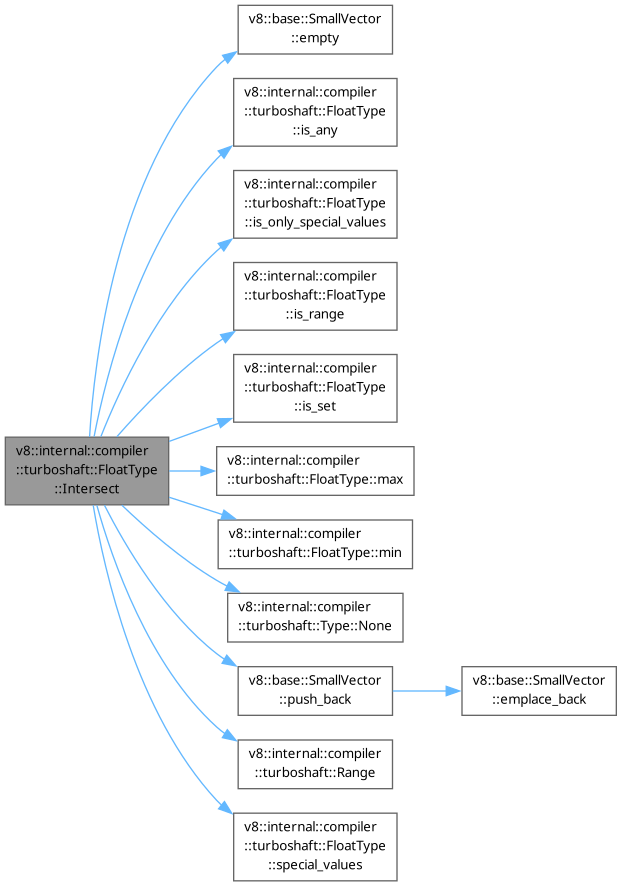 v8::base::SmallVector
::empty
v8::internal::compiler
::turboshaft::FloatType
::is_any
v8::internal::compiler
::turboshaft::FloatType
::is_only_special_values
v8::internal::compiler
::turboshaft::FloatType
::is_range
v8::internal::compiler
::turboshaft::FloatType
::is_set
v8::internal::compiler
::turboshaft::FloatType
::Intersect
v8::internal::compiler
::turboshaft::FloatType::max
v8::internal::compiler
::turboshaft::FloatType::min
v8::internal::compiler
::turboshaft::Type::None
v8::base::SmallVector
::push_back
v8::base::SmallVector
::emplace_back
v8::internal::compiler
::turboshaft::Range
v8::internal::compiler
::turboshaft::FloatType
::special_values